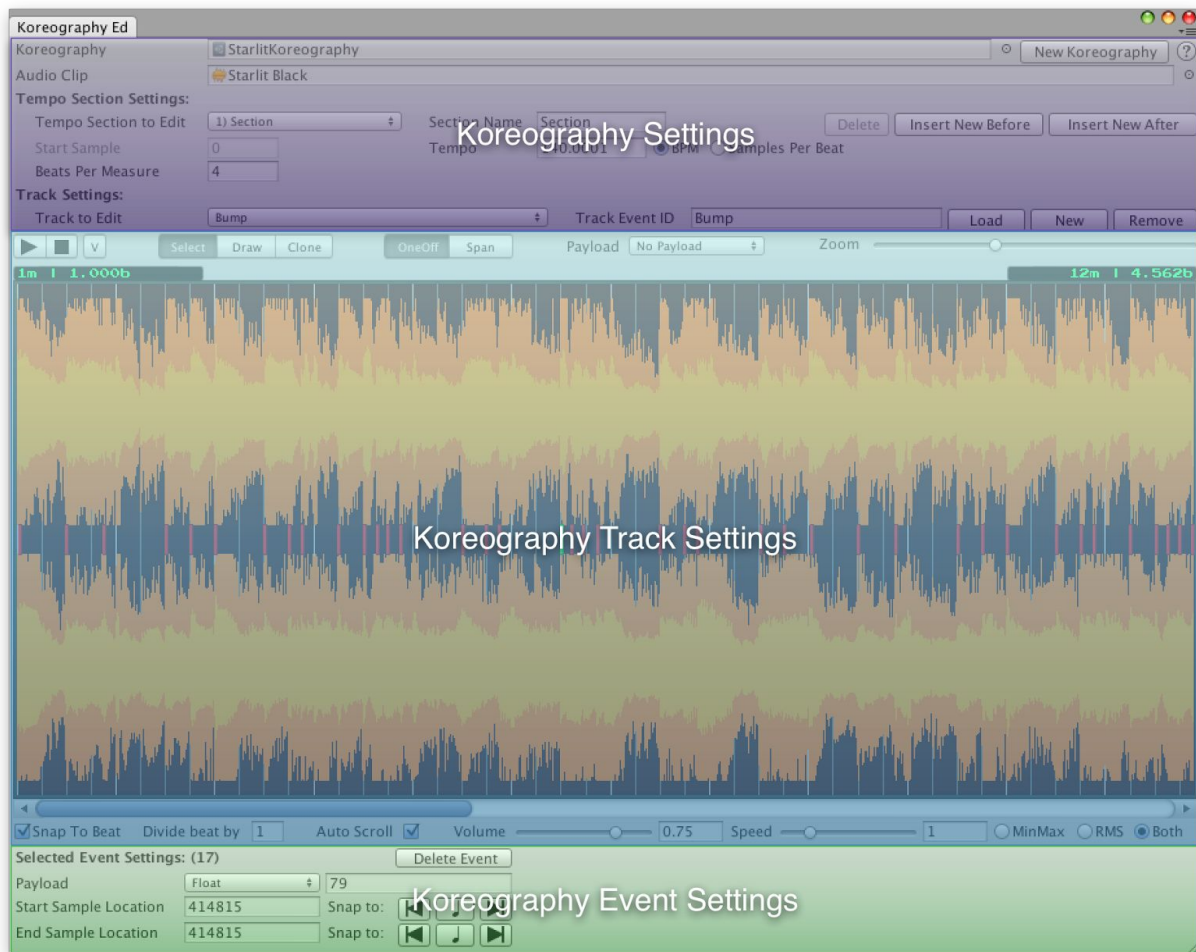 Koreography Ed
Koreography StarlitKoreography New Koreography ?
Audio Clip Starlit Black
Tempo Section Settings:
Tempo Section to Edit 1) Section Section Name Section Delete Insert New Before Insert New After
Koreography Settings
Start Sample 0 Tempo BPM Samples Per Beat
Beats Per Measure 4
Track Settings:
Track to Edit Bump Track Event ID Bump Load New Remove
V Select Draw Clone OneOff Span Payload No Payload Zoom
1m | 1.000b 12m | 4.562b
Koreography Track Settings
Snap To Beat Divide beat by 1 Auto Scroll Volume 0.75 Speed 1 MinMax RMS Both
Selected Event Settings: (17) Delete Event
Payload Float 79
Koreography Event Settings
Start Sample Location 414815 Snap to:
End Sample Location 414815 Snap to: